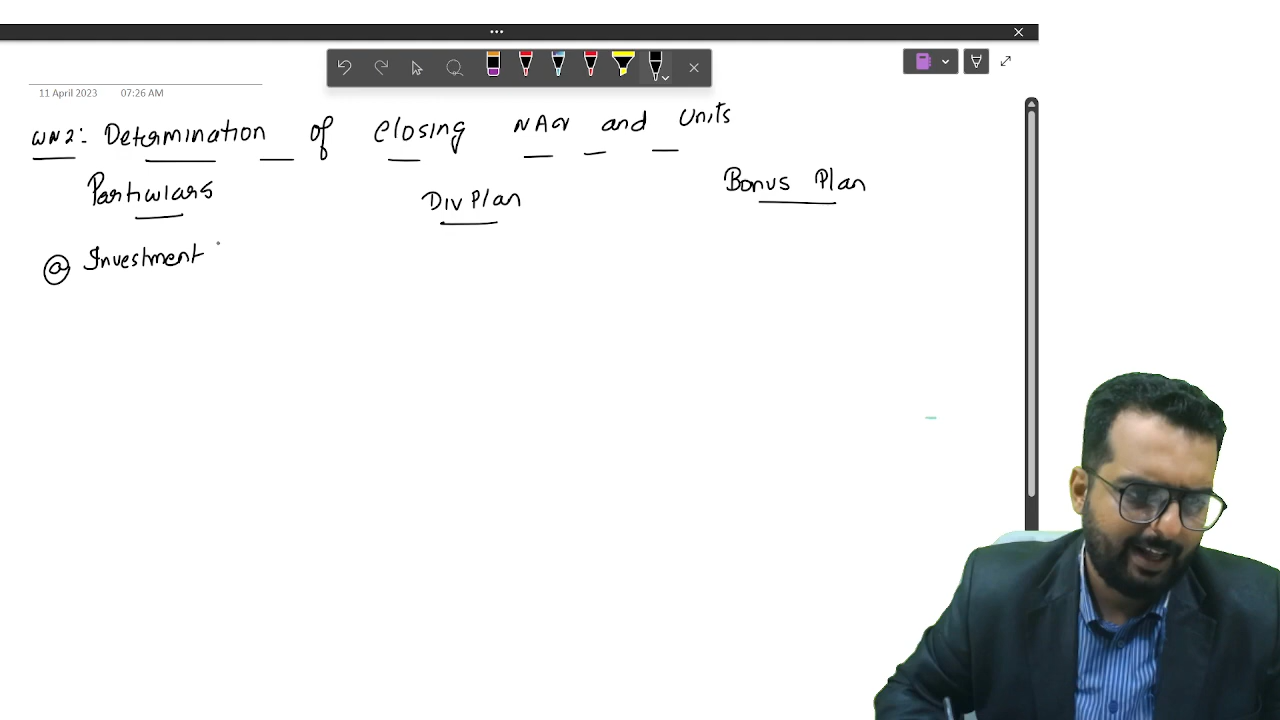 11 April 2023 07:26 AM
WN2: Determination of Closing NAV and Units
Particulars Div Plan Bonus Plan
(a) Investment